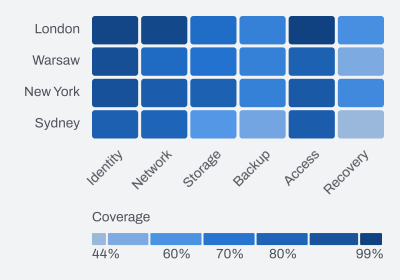 London
Warsaw
New York
Sydney
Identity Network Storage Backup Access Recovery
Coverage
44% 60% 70% 80% 99%